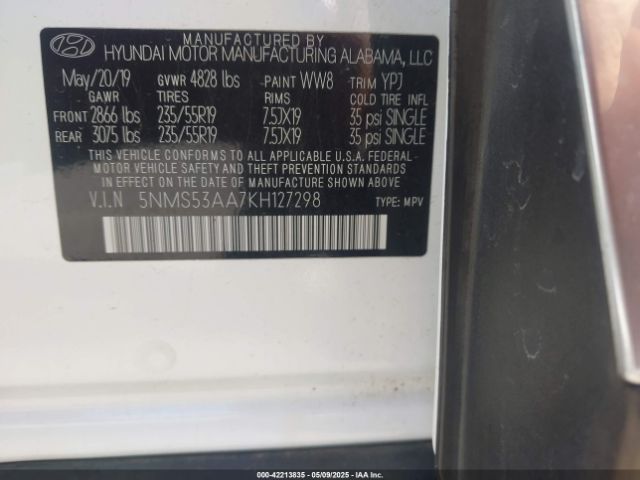 MANUFACTURED BY
HYUNDAI MOTOR MANUFACTURING ALABAMA, LLC
May/20/19 GVWR 4828 lbs PAINT WW8 TRIM YPJ
GAWR TIRES RIMS COLD TIRE INFL
FRONT 2866 lbs 235/55R19 7.5JX19 35 psi SINGLE
REAR 3075 lbs 235/55R19 7.5JX19 35 psi SINGLE
THIS VEHICLE CONFORMS TO ALL APPLICABLE U.S.A. FEDERAL-
MOTOR VEHICLE SAFETY AND THEFT PREVENTION STANDARDS
IN EFFECT ON THE DATE OF MANUFACTURE SHOWN ABOVE.
V.I.N 5NMS53AA7KH127298 TYPE: MPV
000-42213835 - 05/09/2025 - IAA Inc.